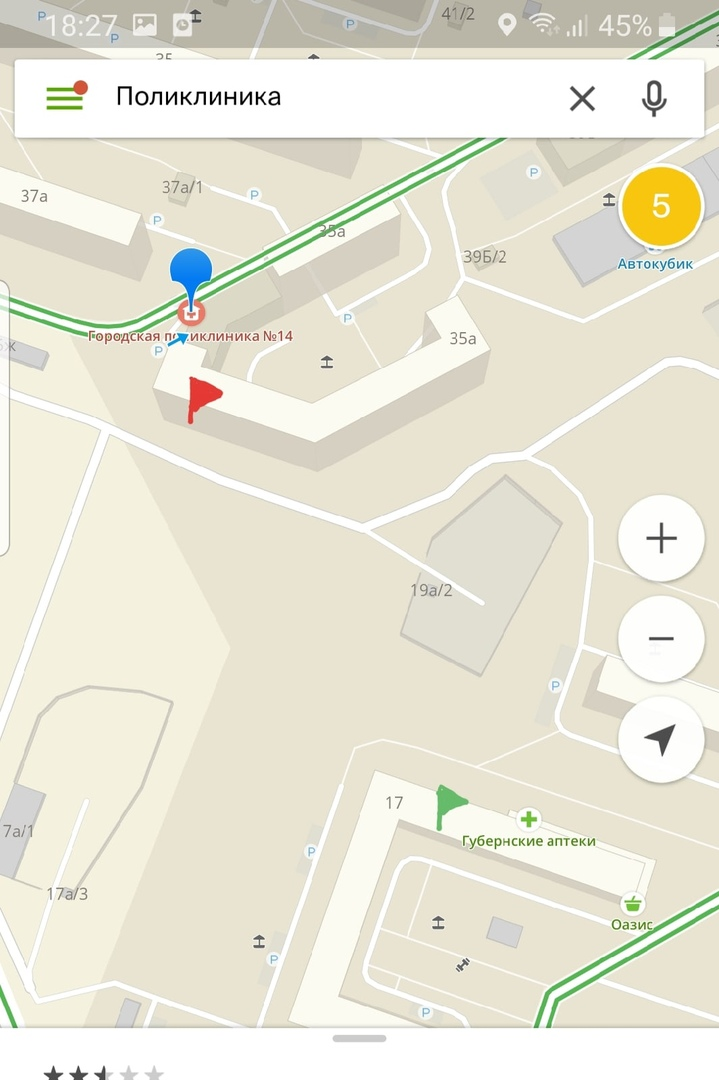 18:27
45%
41/2
P
P
P
35
Поликлиника
5
37а
37а/1
P
P
P
35а
39Б/2
Автокубик
Городская поликлиника №14
P
P
35а
19а/2
P
17
Губернские аптеки
7а/1
P
17а/3
Оазис
P
P